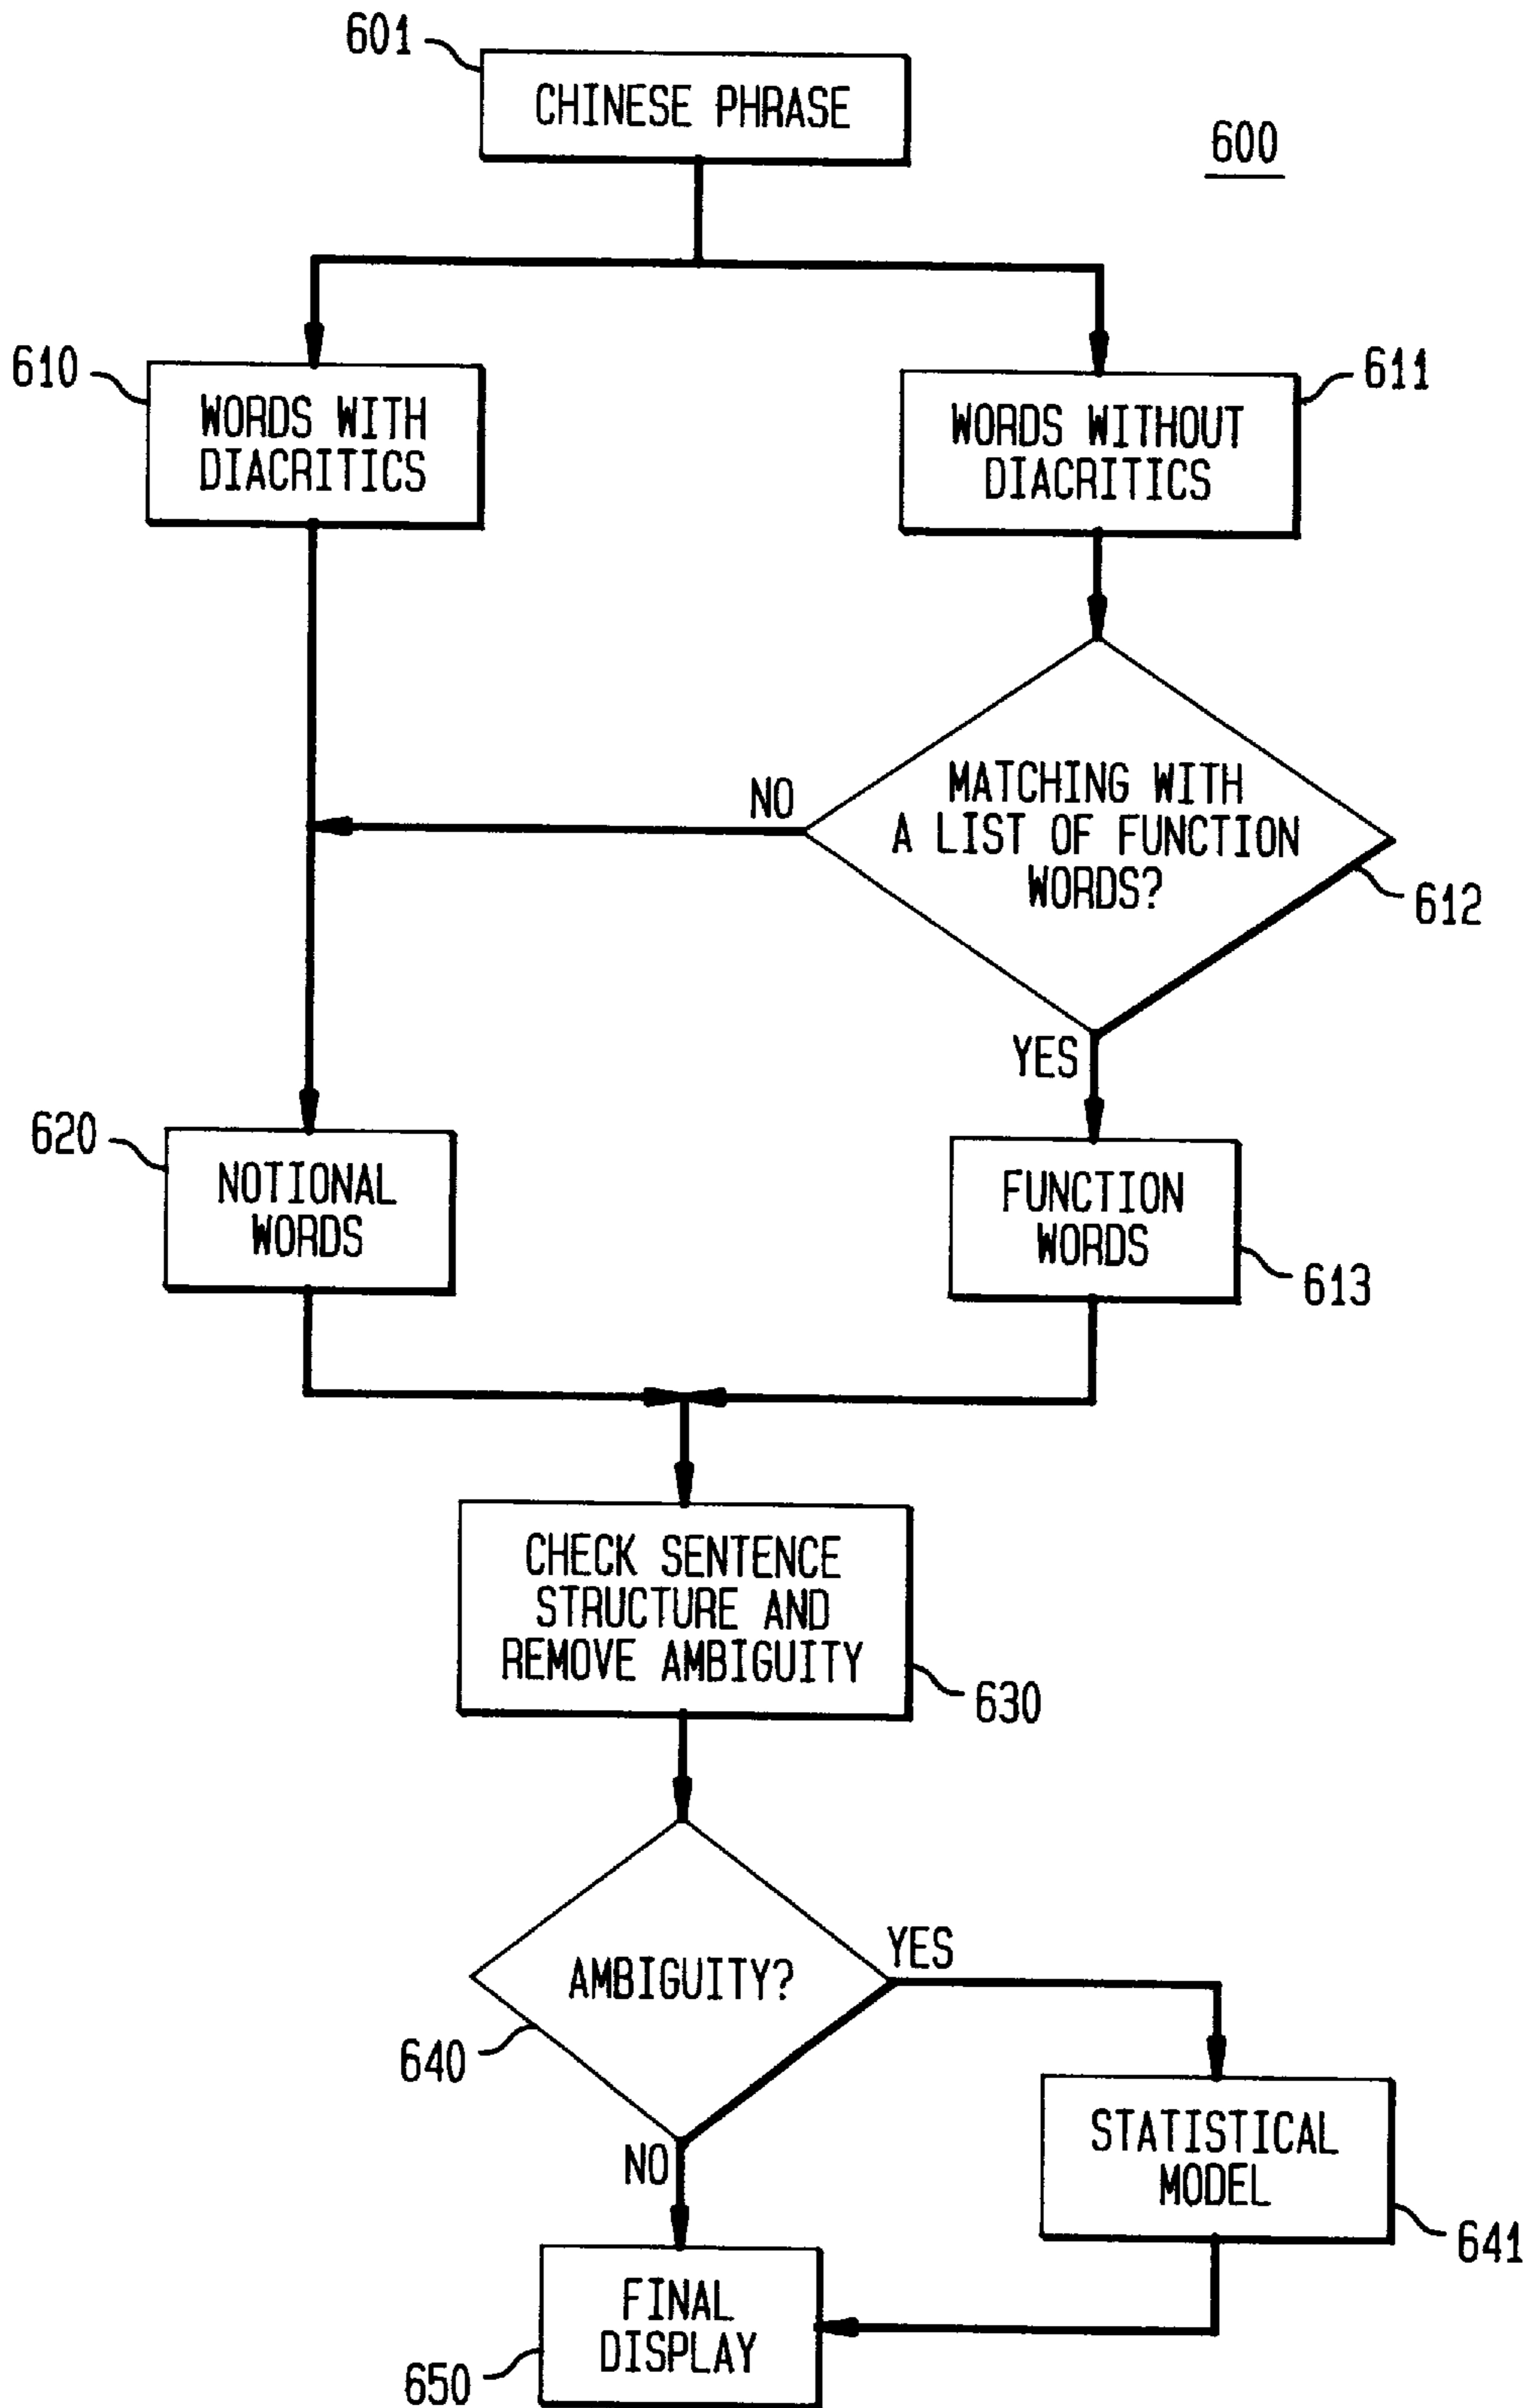 601
CHINESE PHRASE
600
610
WORDS WITH
DIACRITICS
611
WORDS WITHOUT
DIACRITICS
NO
MATCHING WITH
A LIST OF FUNCTION
WORDS?
612
YES
620
NOTIONAL
WORDS
FUNCTION
WORDS
613
CHECK SENTENCE
STRUCTURE AND
REMOVE AMBIGUITY
630
AMBIGUITY?
YES
640
NO
STATISTICAL
MODEL
641
FINAL
DISPLAY
650